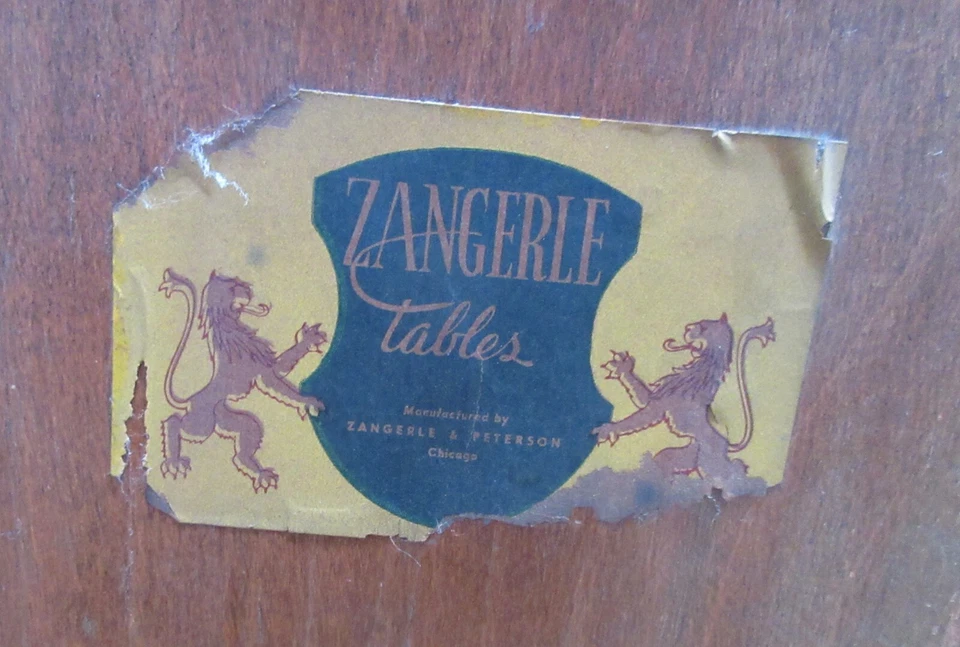 ZANGERLE
Tables
Manufactured by
ZANGERLE & PETERSON
Chicago